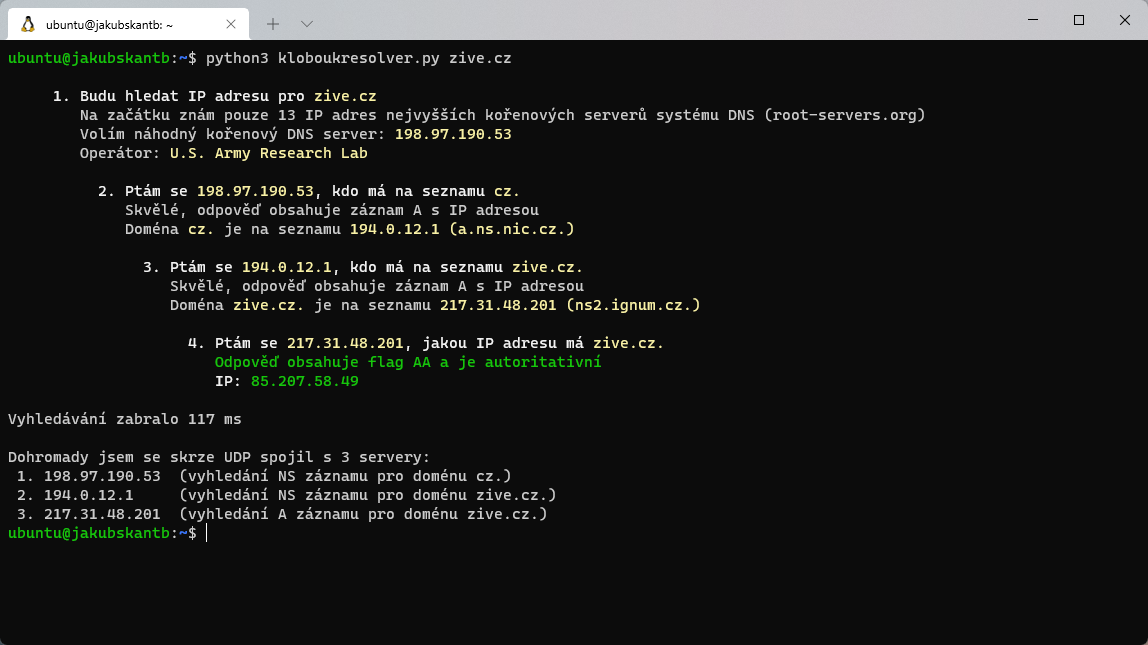 ubuntu@jakubskantb: ~
ubuntu@jakubskantb:~$ python3 kloboukresolver.py zive.cz
1. Budu hledat IP adresu pro zive.cz
Na začátku znám pouze 13 IP adres nejvyšších kořenových serverů systému DNS (root-servers.org)
Volím náhodný kořenový DNS server: 198.97.190.53
Operátor: U.S. Army Research Lab
2. Ptám se 198.97.190.53, kdo má na seznamu cz.
Skvělé, odpověď obsahuje záznam A s IP adresou
Doména cz. je na seznamu 194.0.12.1 (a.ns.nic.cz.)
3. Ptám se 194.0.12.1, kdo má na seznamu zive.cz.
Skvělé, odpověď obsahuje záznam A s IP adresou
Doména zive.cz. je na seznamu 217.31.48.201 (ns2.ignum.cz.)
4. Ptám se 217.31.48.201, jakou IP adresu má zive.cz.
Odpověď obsahuje flag AA a je autoritativní
IP: 85.207.58.49
Vyhledávání zabralo 117 ms
Dohromady jsem se skrze UDP spojil s 3 servery:
1. 198.97.190.53 (vyhledání NS záznamu pro doménu cz.)
2. 194.0.12.1 (vyhledání NS záznamu pro doménu zive.cz.)
3. 217.31.48.201 (vyhledání A záznamu pro doménu zive.cz.)
ubuntu@jakubskantb:~$